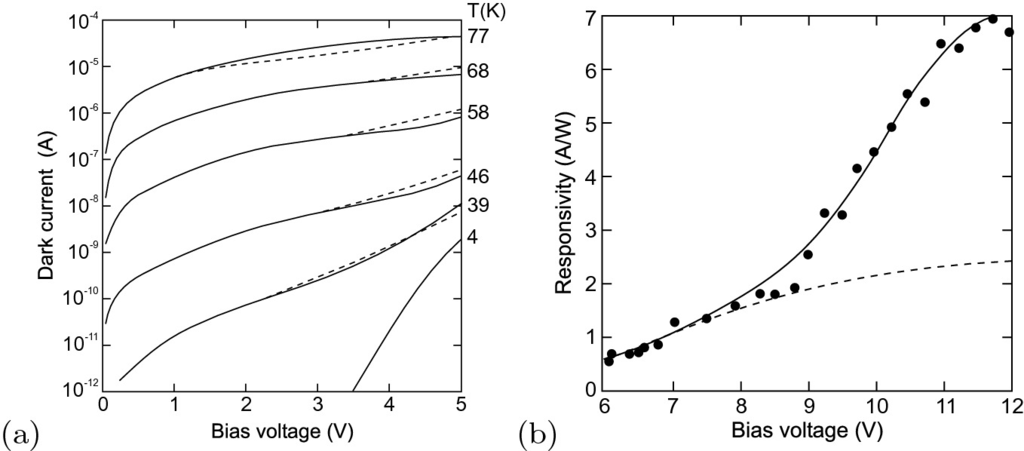 T(K)
10⁻⁴
77
10⁻⁵
68
10⁻⁶
58
10⁻⁷
46
10⁻⁸
39
10⁻⁹
4
10⁻¹⁰
10⁻¹¹
10⁻¹²
Dark current (A)
0 1 2 3 4 5
Bias voltage (V)
(a)
7
6
5
4
3
2
1
0
Responsivity (A/W)
6 7 8 9 10 11 12
Bias voltage (V)
(b)